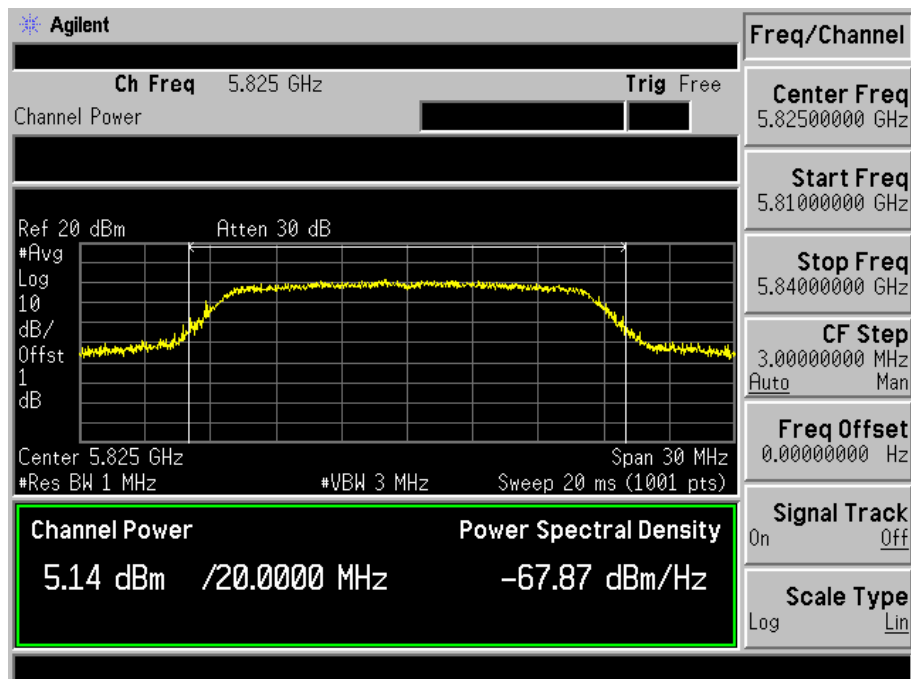 Agilent
Freq/Channel
Ch Freq 5.825 GHz Trig Free
Channel Power
Center Freq
5.82500000 GHz
Start Freq
5.81000000 GHz
Stop Freq
5.84000000 GHz
CF Step
3.00000000 MHz
Auto Man
Freq Offset
0.00000000 Hz
Signal Track
On Off
Scale Type
Log Lin
Ref 20 dBm Atten 30 dB
#Avg
Log
10
dB/
Offst
1
dB
Center 5.825 GHz Span 30 MHz
#Res BW 1 MHz #VBW 3 MHz Sweep 20 ms (1001 pts)
Channel Power Power Spectral Density
5.14 dBm /20.0000 MHz -67.87 dBm/Hz